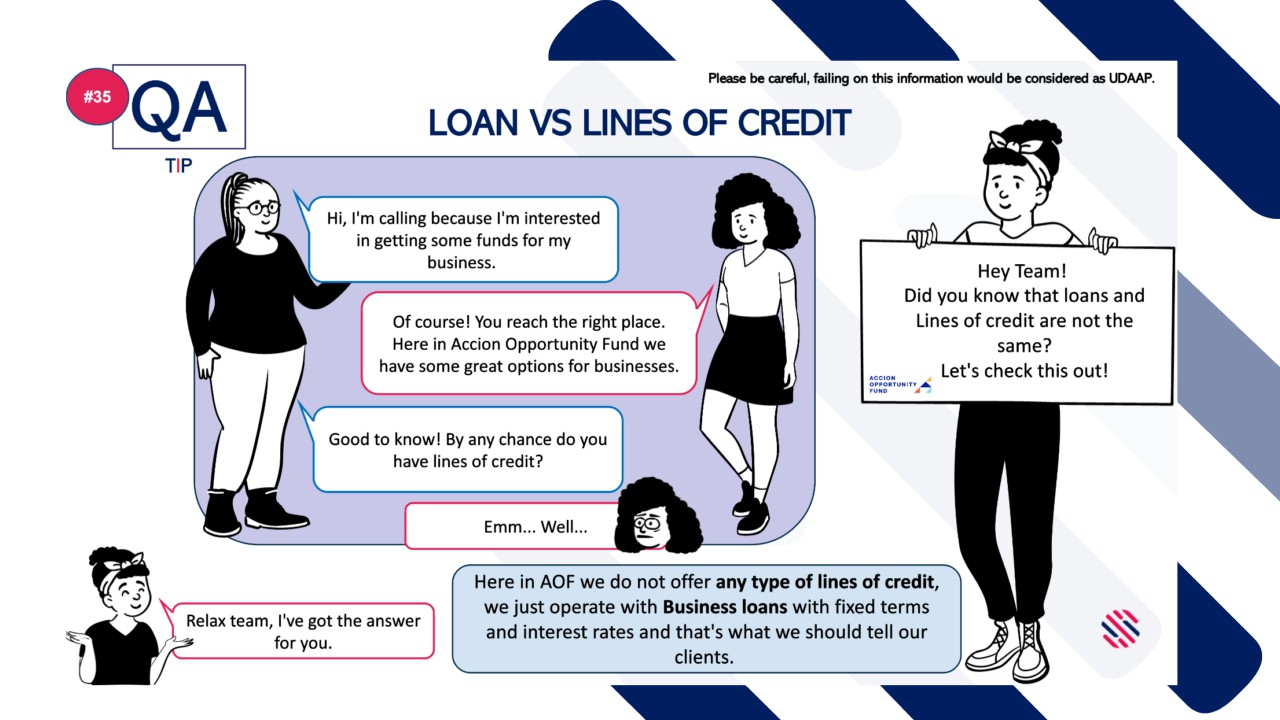 Please be careful, failing on this information would be considered as UDAAP.
#35
QA
TIP
LOAN VS LINES OF CREDIT
Hi, I'm calling because I'm interested
in getting some funds for my
business.
Of course! You reach the right place.
Here in Accion Opportunity Fund we
have some great options for businesses.
Good to know! By any chance do you
have lines of credit?
Emm... Well...
Hey Team!
Did you know that loans and
Lines of credit are not the
same?
Let's check this out!
ACCION
OPPORTUNITY
FUND
Relax team, I've got the answer
for you.
Here in AOF we do not offer any type of lines of credit,
we just operate with Business loans with fixed terms
and interest rates and that's what we should tell our
clients.